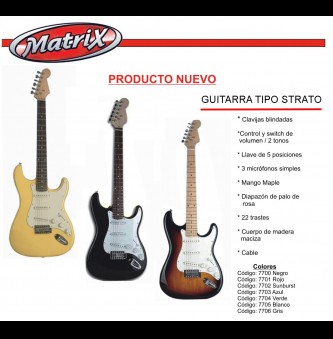 MatriX
PRODUCTO NUEVO
GUITARRA TIPO STRATO
* Clavijas blindadas
*Control y switch de
volumen / 2 tonos
* Llave de 5 posiciones
* 3 micrófonos simples
* Mango Maple
* Diapazón de palo de
rosa
* 22 trastes
* Cuerpo de madera
maciza
* Cable
Colores
Código: 7700 Negro
Código: 7701 Rojo
Código: 7702 Sunburst
Código: 7703 Azul
Código: 7704 Verde
Código: 7705 Blanco
Código: 7706 Gris